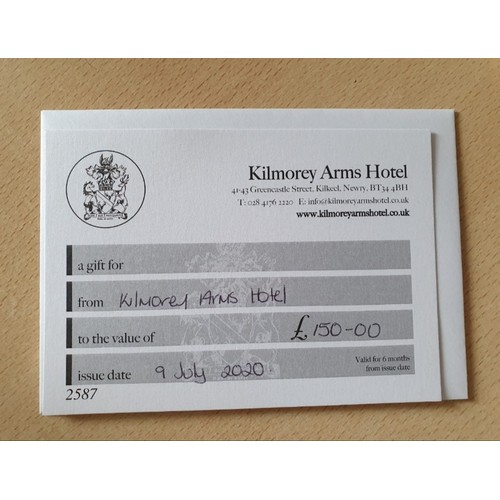 Kilmorey Arms Hotel
41-43 Greencastle Street, Kilkeel, Newry, BT34 4BH
T: 028 4176 2220 E: info@kilmoreyarmshotel.co.uk
www.kilmoreyarmshotel.co.uk
a gift for
from Kilmorey Arms Hotel
to the value of £150-00
issue date 9 July 2020
Valid for 6 months
from issue date
2587